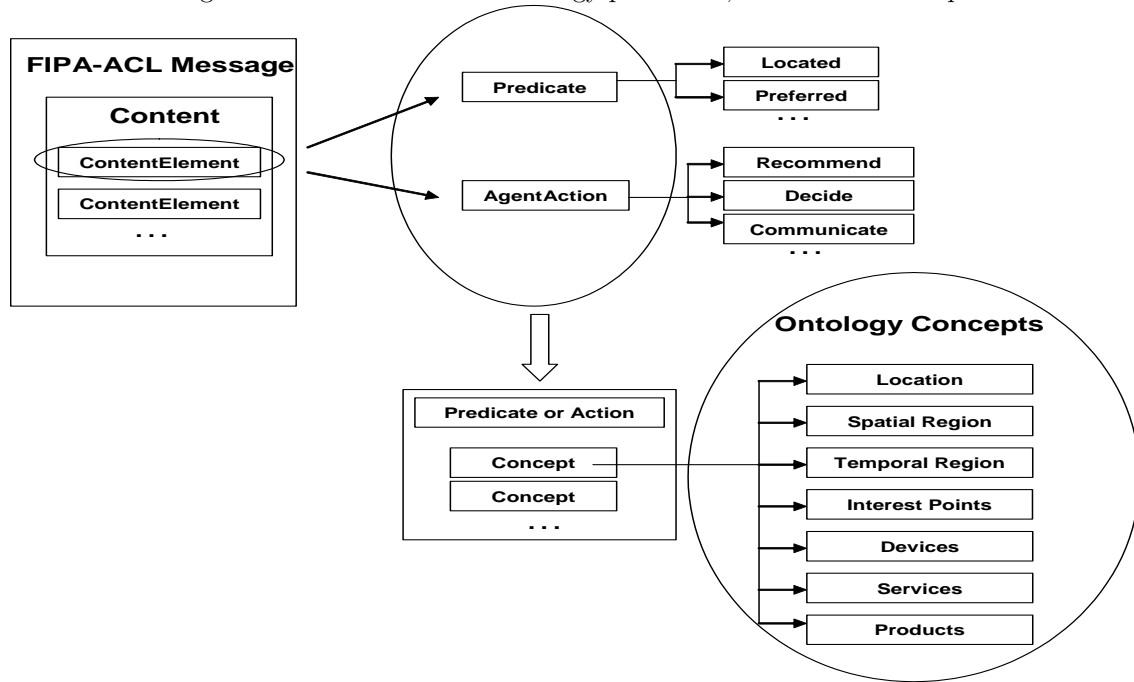 FIPA-ACL Message
Content
ContentElement
ContentElement
. . .
Predicate
Located
Preferred
. . .
AgentAction
Recommend
Decide
Communicate
. . .
Predicate or Action
Concept
Concept
. . .
Ontology Concepts
Location
Spatial Region
Temporal Region
Interest Points
Devices
Services
Products